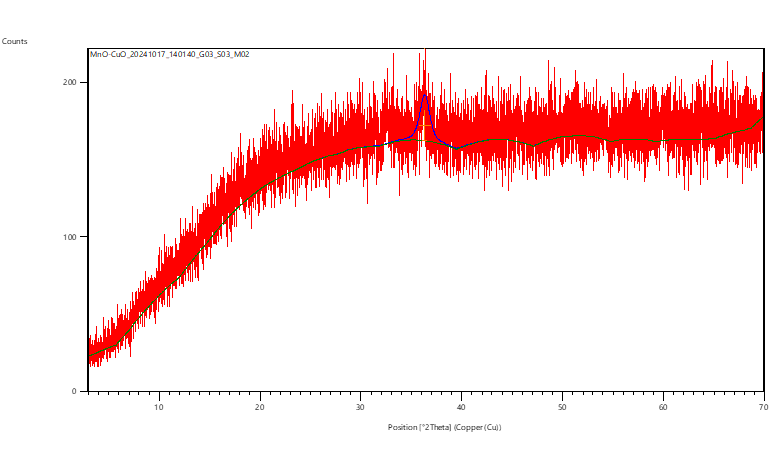 Counts
MnO-CuO_20241017_140140_G03_S03_M02
200
100
0
10 20 30 40 50 60 70
Position [°2Theta] (Copper (Cu))